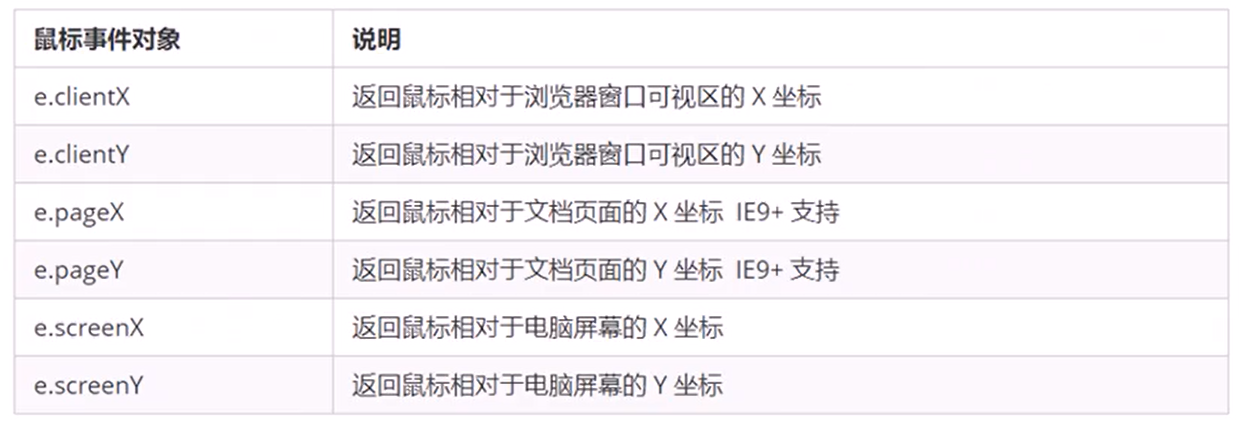 鼠标事件对象 说明
e.clientX 返回鼠标相对于浏览器窗口可视区的 X 坐标
e.clientY 返回鼠标相对于浏览器窗口可视区的 Y 坐标
e.pageX 返回鼠标相对于文档页面的 X 坐标 IE9+ 支持
e.pageY 返回鼠标相对于文档页面的 Y 坐标 IE9+ 支持
e.screenX 返回鼠标相对于电脑屏幕的 X 坐标
e.screenY 返回鼠标相对于电脑屏幕的 Y 坐标